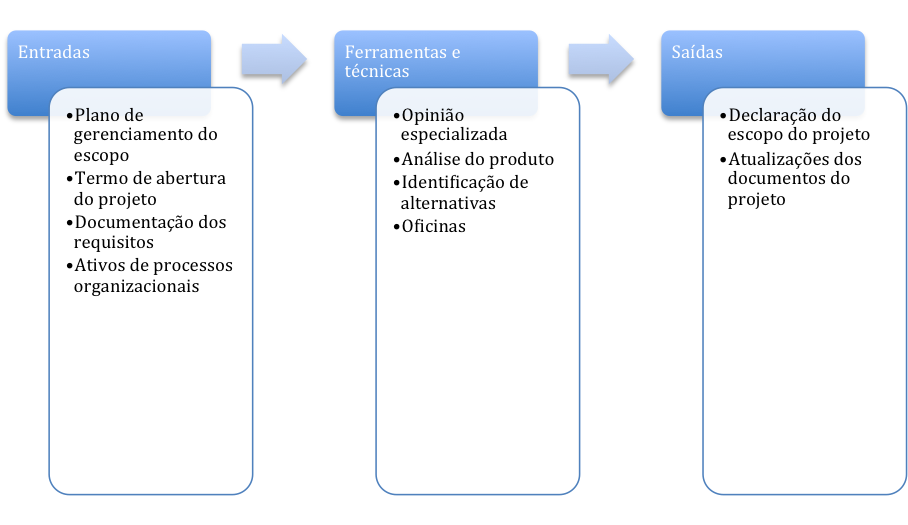 Entradas
•Plano de
gerenciamento do
escopo
•Termo de abertura
do projeto
•Documentação dos
requisitos
•Ativos de processos
organizacionais
Ferramentas e
técnicas
•Opinião
especializada
•Análise do produto
•Identificação de
alternativas
•Oficinas
Saídas
•Declaração do
escopo do projeto
•Atualizações dos
documentos do
projeto